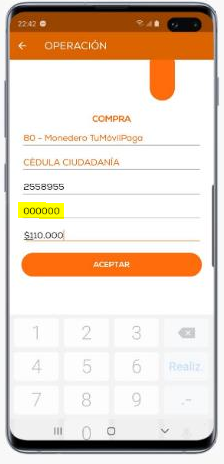 22:42
OPERACIÓN
COMPRA
80 - Monedero TuMóvilPaga
CÉDULA CIUDADANÍA
2558955
000000
$110.000
ACEPTAR
1 2 3
4 5 6 Realiz.
7 8 9 .-
0